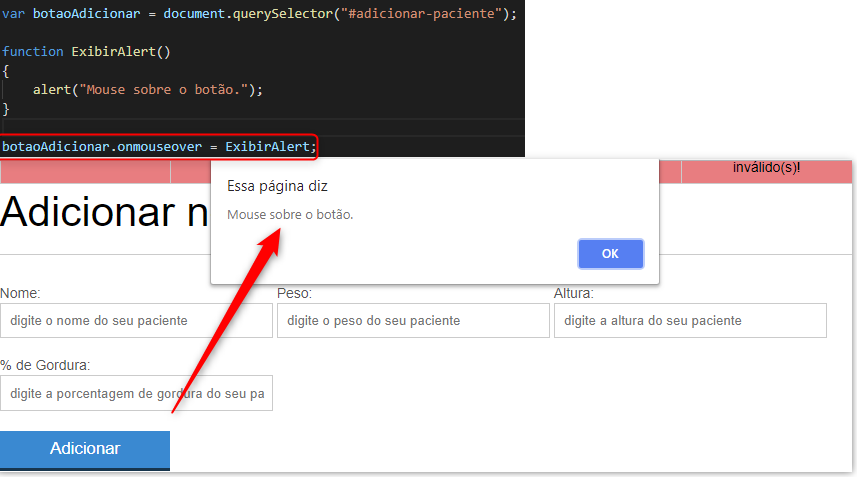 var botaoAdicionar = document.querySelector("#adicionar-paciente");
function ExibirAlert()
{
alert("Mouse sobre o botão.");
}
botaoAdicionar.onmouseover = ExibirAlert;
inválido(s)!
Essa página diz
Mouse sobre o botão.
OK
Adicionar n
Nome: Peso: Altura:
digite o nome do seu paciente digite o peso do seu paciente digite a altura do seu paciente
% de Gordura:
digite a porcentagem de gordura do seu pa
Adicionar